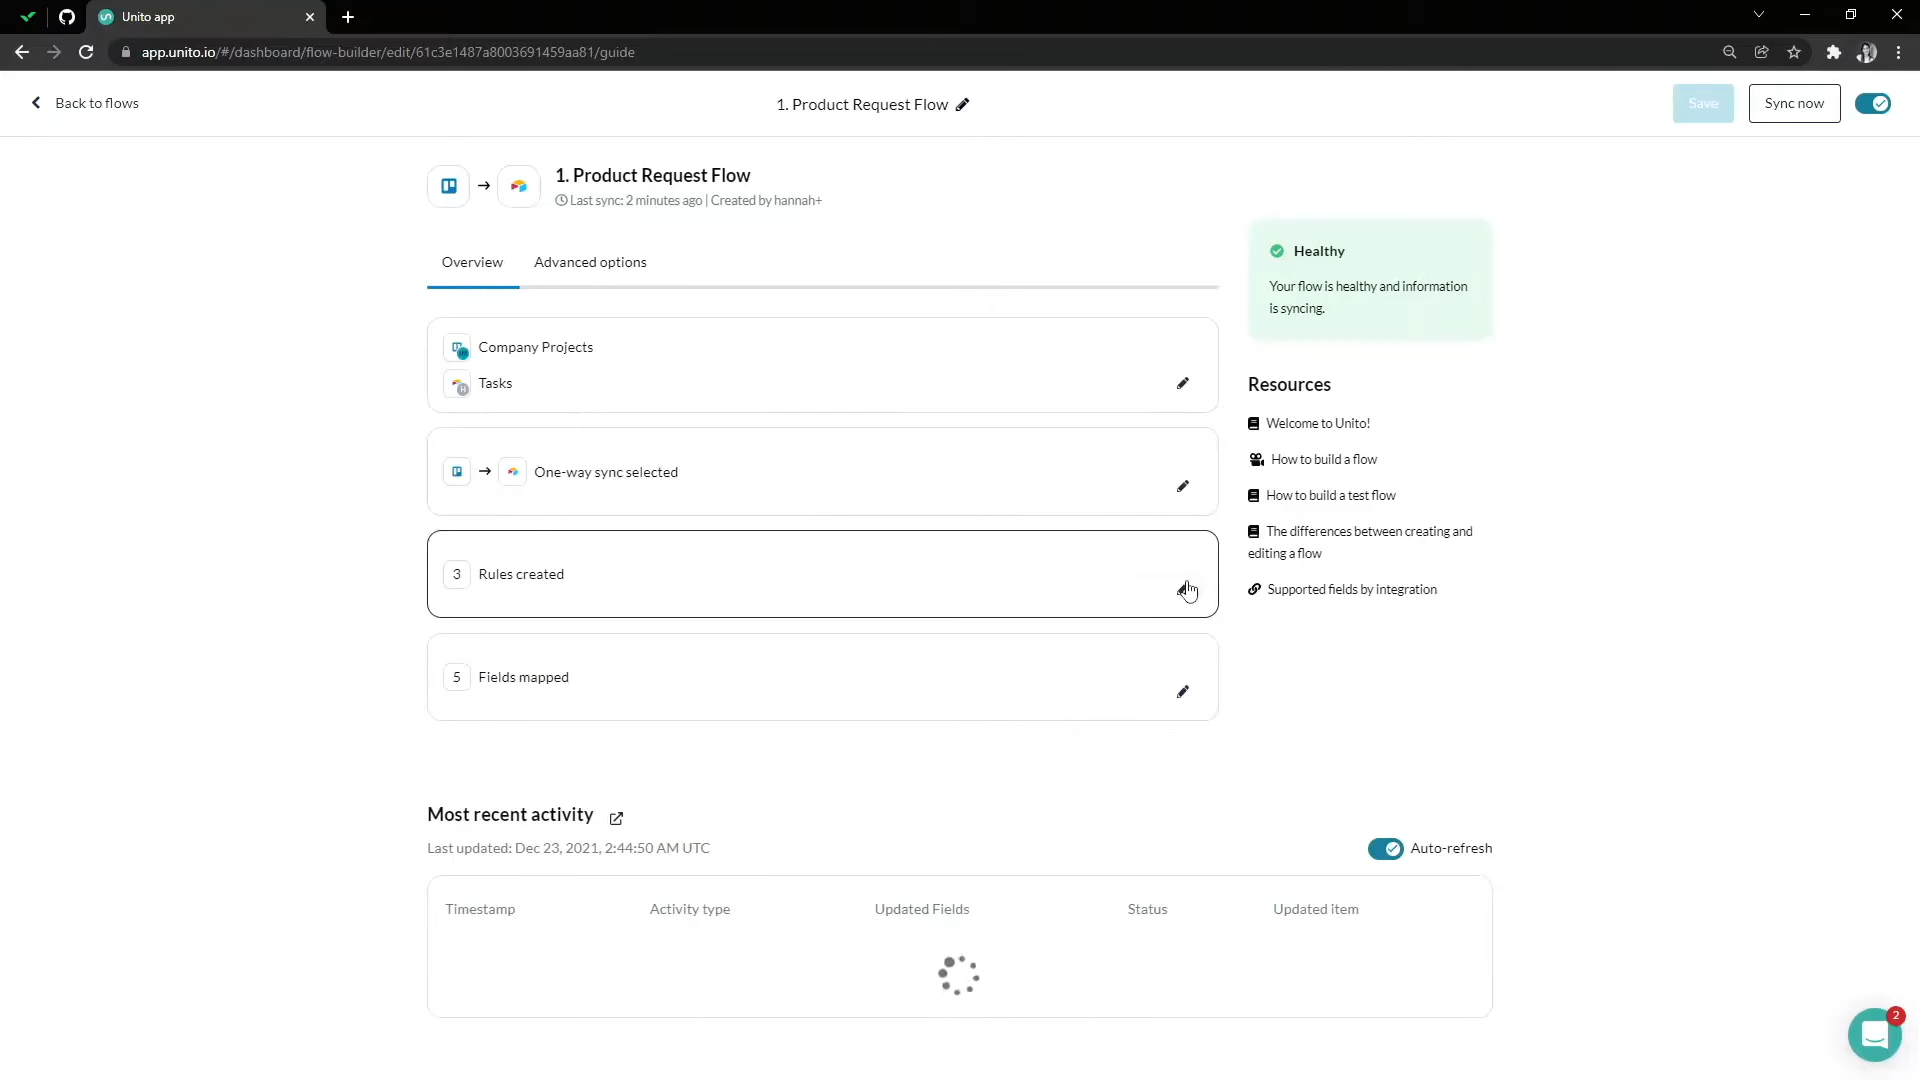 Unito app
app.unito.io/#/dashboard/flow-builder/edit/61c3e1487a8003691459aa81/guide
Back to flows
1. Product Request Flow
Save
Sync now
1. Product Request Flow
Last sync: 2 minutes ago | Created by hannah+
Overview
Advanced options
Healthy
Your flow is healthy and information
is syncing.
Company Projects
Tasks
H
One-way sync selected
3 Rules created
5 Fields mapped
Resources
Welcome to Unito!
How to build a flow
How to build a test flow
The differences between creating and
editing a flow
Supported fields by integration
Most recent activity
Last updated: Dec 23, 2021, 2:44:50 AM UTC
Auto-refresh
Timestamp Activity type Updated Fields Status Updated item
2